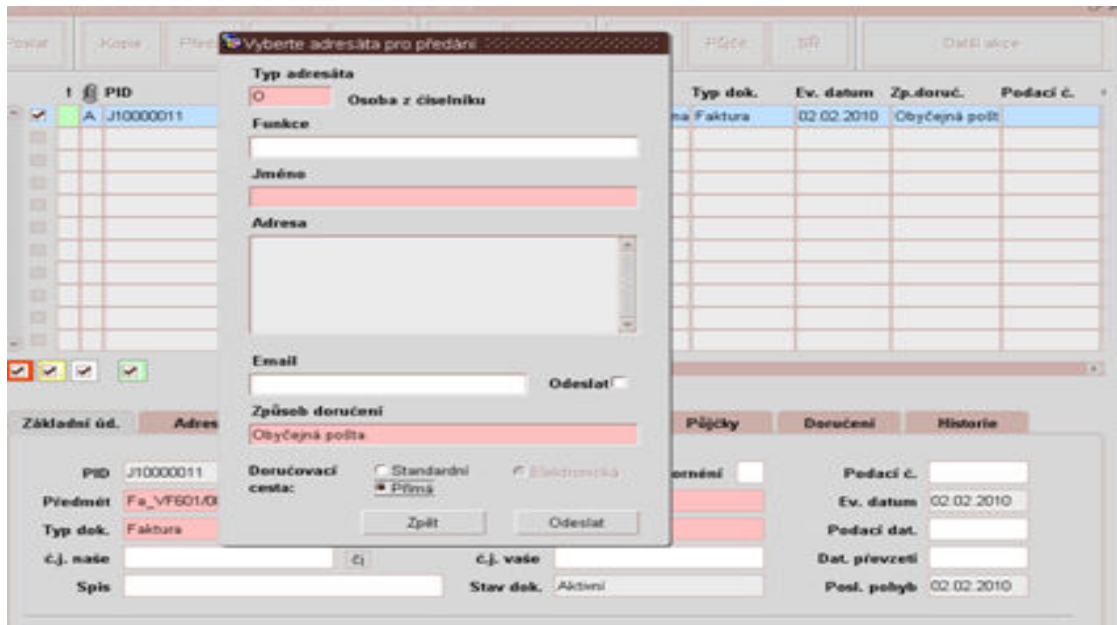 Poslat Kopie Půjč. SŘ Další akce
Vyberte adresáta pro předání
Typ adresáta
O Osoba z číselníku
Funkce
Jméno
Adresa
Email
Odeslat
Způsob doručení
Obyčejná pošta
Doručovací cesta:
Standardní Elektronická
Přímá
Zpět Odeslat
! PID Typ dok. Ev. datum Zp.doruč. Podací č.
A J10000011 Faktura 02.02.2010 Obyčejná pošt
Základní úd. Adres Půjčky Doručení Historie
PID J10000011 Podací č.
Předmět Fa_VF601/0 Ev. datum 02.02.2010
Typ dok. Faktura Podací dat.
č.j. naše čj č.j. vaše Dat. převzetí
Spis Stav dok. Aktivní Posl. pohyb 02.02.2010